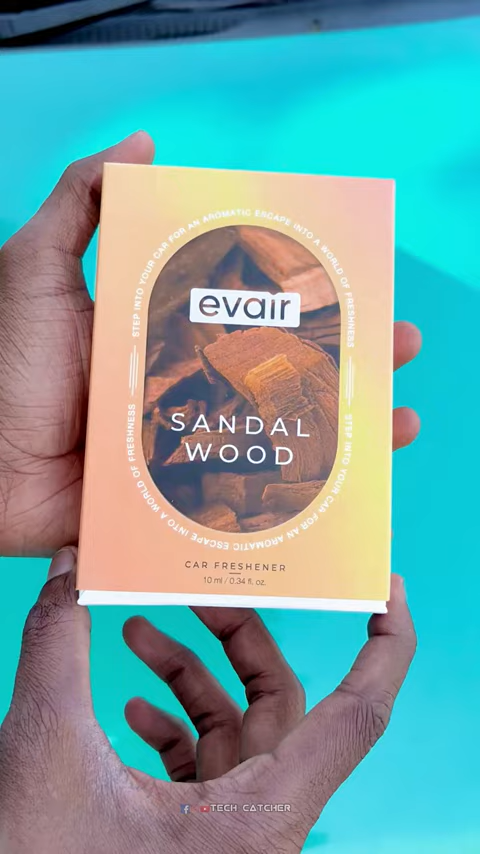 STEP INTO YOUR CAR FOR AN AROMATIC ESCAPE INTO A WORLD OF FRESHNESS
evair
SANDAL
WOOD
STEP INTO YOUR CAR FOR AN AROMATIC ESCAPE INTO A WORLD OF FRESHNESS
CAR FRESHENER
10 ml / 0.34 fl. oz.
TECH CATCHER